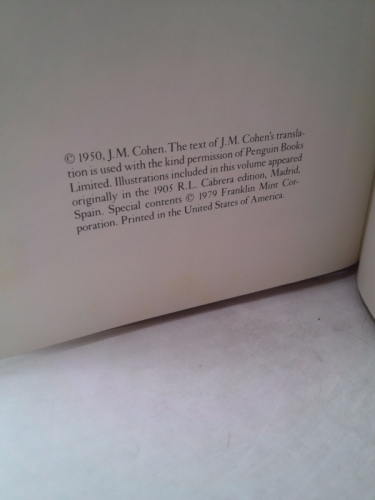 © 1950, J.M. Cohen. The text of J.M. Cohen's transla-
tion is used with the kind permission of Penguin Books
Limited. Illustrations included in this volume appeared
originally in the 1905 R.L. Cabrera edition, Madrid,
Spain. Special contents © 1979 Franklin Mint Cor-
poration. Printed in the United States of America.